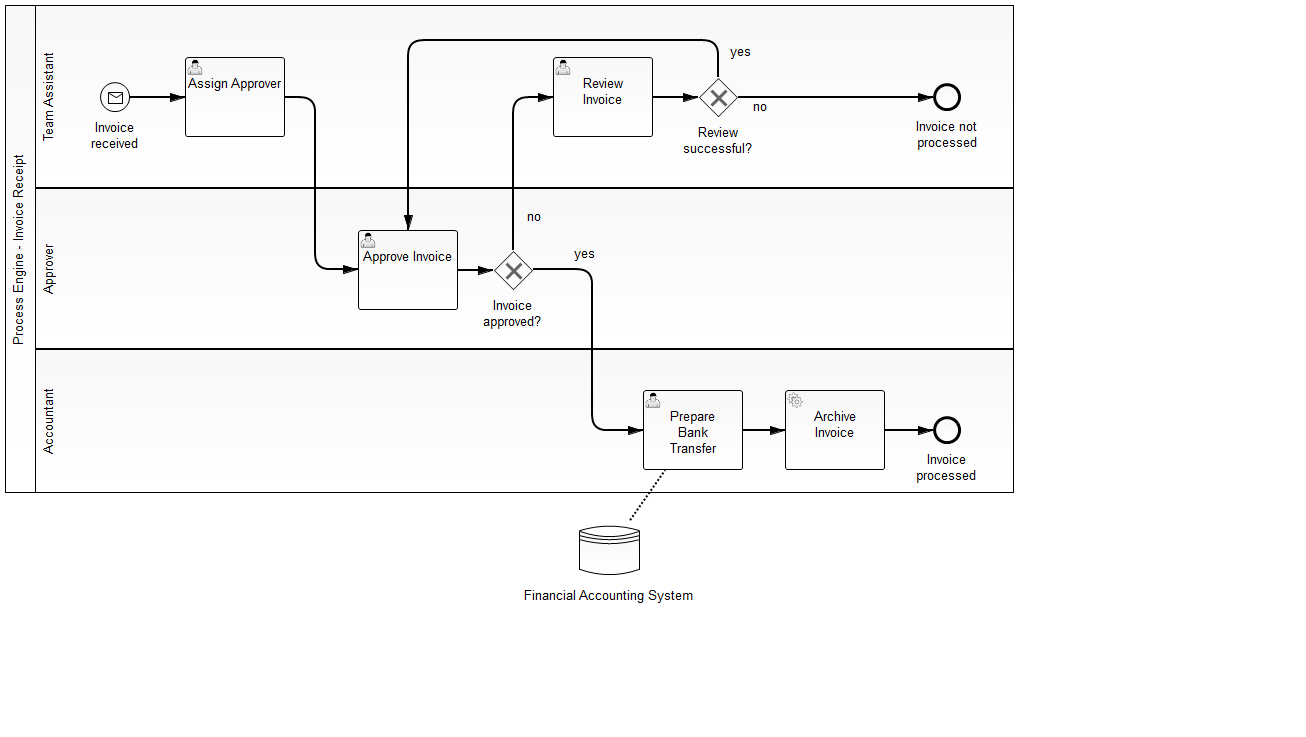 Process Engine - Invoice Receipt
Team Assistant
Invoice
received
Assign Approver
Review
Invoice
yes
no
Review
successful?
Invoice not
processed
Approver
Approve Invoice
no
yes
Invoice
approved?
Accountant
Prepare
Bank
Transfer
Archive
Invoice
Invoice
processed
Financial Accounting System